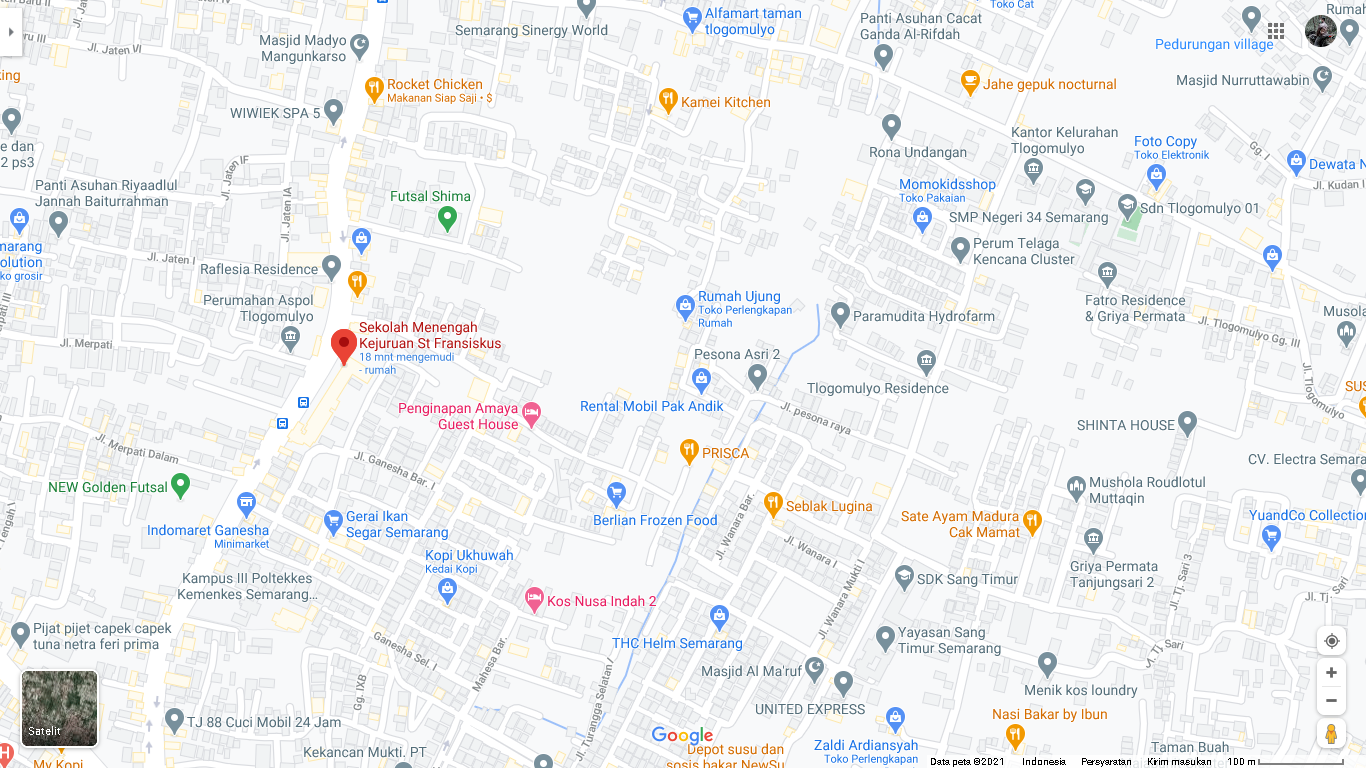 Toko Cat
Alfamart taman
tlogomulyo
Panti Asuhan Cacat
Ganda Al-Rifdah
Semarang Sinergy World
Jl. Jaten VI
Masjid Madyo
Mangunkarso
Pedurungan village
Masjid Nurruttawabin
king
Rocket Chicken
Makanan Siap Saji • $
Jahe gepuk nocturnal
Kamei Kitchen
WIWIEK SPA 5
Kantor Kelurahan
Tlogomulyo
Foto Copy
Toko Elektronik
Gg. I
Rona Undangan
e dan
2 ps3
Jl. Jaten IF
Dewata N
Jl. Kudan I
Panti Asuhan Riyaadlul
Jannah Baiturrahman
Jl. Jaten IA
Futsal Shima
Momokidsshop
Toko Pakaian
SMP Negeri 34 Semarang
Sdn Tlogomulyo 01
marang
olution
ko grosir
Jl. Jaten I
Raflesia Residence
Perum Telaga
Kencana Cluster
Perumahan Aspol
Tlogomulyo
Rumah Ujung
Toko Perlengkapan
Rumah
Paramudita Hydrofarm
Fatro Residence
& Griya Permata
Musola
Jl. Tlogomulyo Gg. III
Jl. Merpati
Sekolah Menengah
Kejuruan St Fransiskus
18 mnt mengemudi
- rumah
Pesona Asri 2
Tlogomulyo Residence
Jl. Tlogomulyo
SUS
Penginapan Amaya
Guest House
Rental Mobil Pak Andik
Jl. pesona raya
SHINTA HOUSE
Jl. Merpati Dalam
Jl. Ganesha Bar. I
PRISCA
CV. Electra Semara
NEW Golden Futsal
Mushola Roudlotul
Muttaqin
Indomaret Ganesha
Minimarket
Gerai Ikan
Segar Semarang
Berlian Frozen Food
Jl. Wanara Bar.
Seblak Lugina
Sate Ayam Madura
Cak Mamat
YuandCo Collection
Kopi Ukhuwah
Kedai Kopi
Jl. Wanara I
Kampus III Poltekkes
Kemenkes Semarang...
Griya Permata
Tanjungsari 2
Jl. Tj. Sari 3
SDK Sang Timur
Kos Nusa Indah 2
Jl. Wanara Mukti I
Pijat pijet capek capek
tuna netra feri prima
Ganesha Sel. I
Mahesa Bar.
THC Helm Semarang
Yayasan Sang
Timur Semarang
Jl. Tj. Sari I
Masjid Al Ma'ruf
Gg. IXB
Jl. Turangga Selatan I
Menik kos loundry
UNITED EXPRESS
TJ 88 Cuci Mobil 24 Jam
Nasi Bakar by Ibun
Satelit
Google
Kekancan Mukti. PT
Depot susu dan
sosis bakar NewSu
Zaldi Ardiansyah
Toko Perlengkapan
Taman Buah
My Kopi
Data peta ©2021
Indonesia
Persyaratan
Kirim masukan
100 m